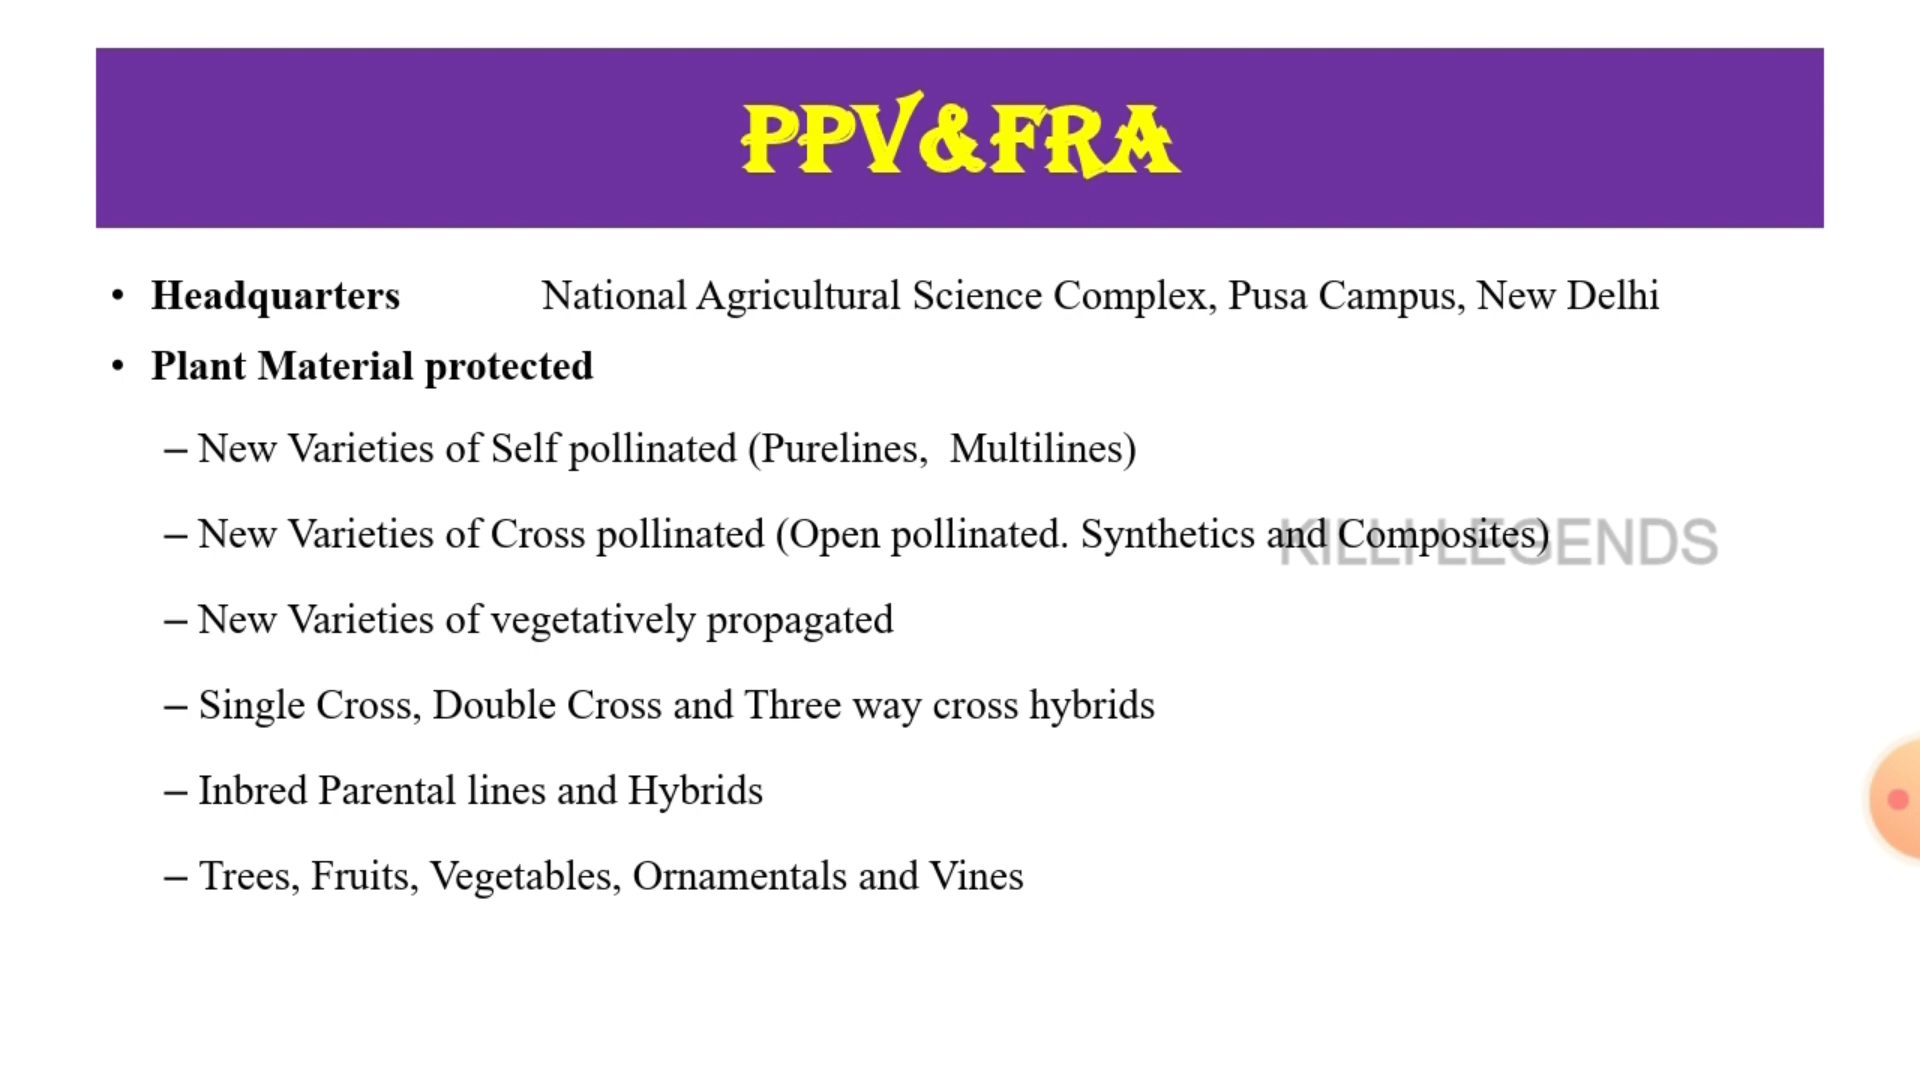 PPV&FRA
• Headquarters National Agricultural Science Complex, Pusa Campus, New Delhi
• Plant Material protected
– New Varieties of Self pollinated (Purelines, Multilines)
– New Varieties of Cross pollinated (Open pollinated. Synthetics and Composites)
KILLI LEGENDS
– New Varieties of vegetatively propagated
– Single Cross, Double Cross and Three way cross hybrids
– Inbred Parental lines and Hybrids
– Trees, Fruits, Vegetables, Ornamentals and Vines